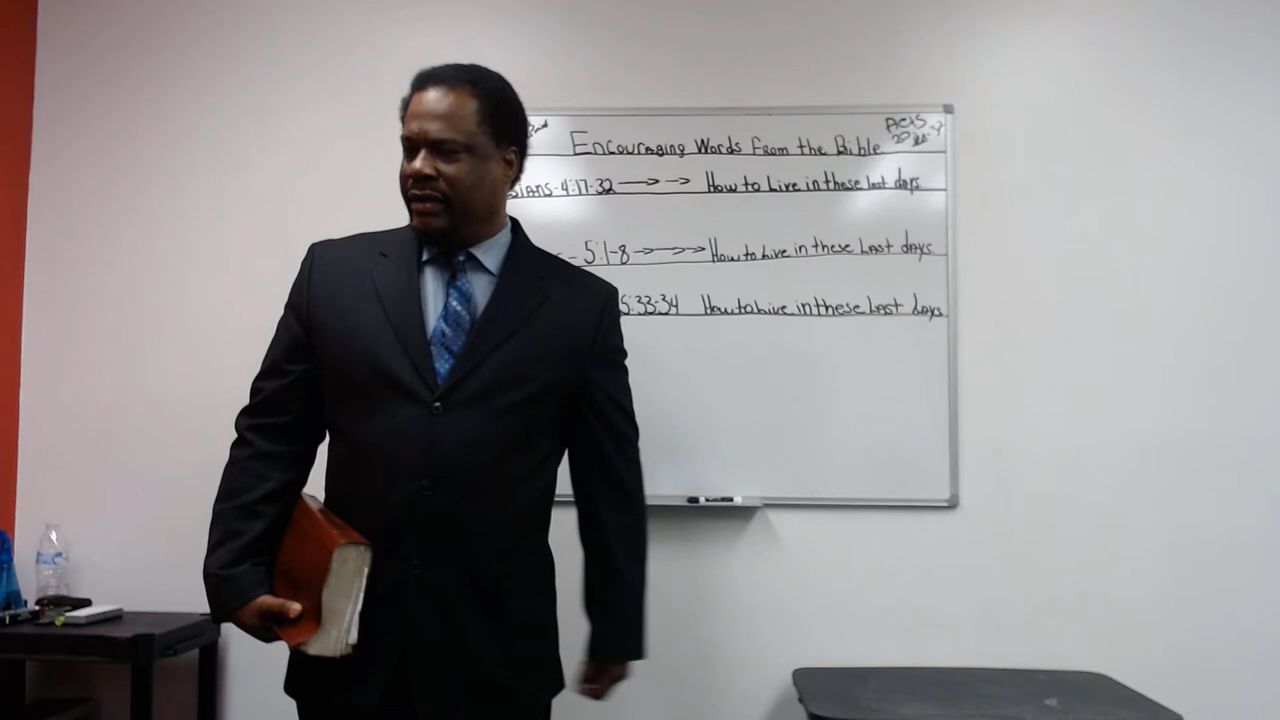 Acts
Encouraging Words From the Bible
sians-4:17-32 →→ How to Live in these last days
- 5:1-8 →→→ How to Live in these Last days
5:33-34 How to Live in these Last days